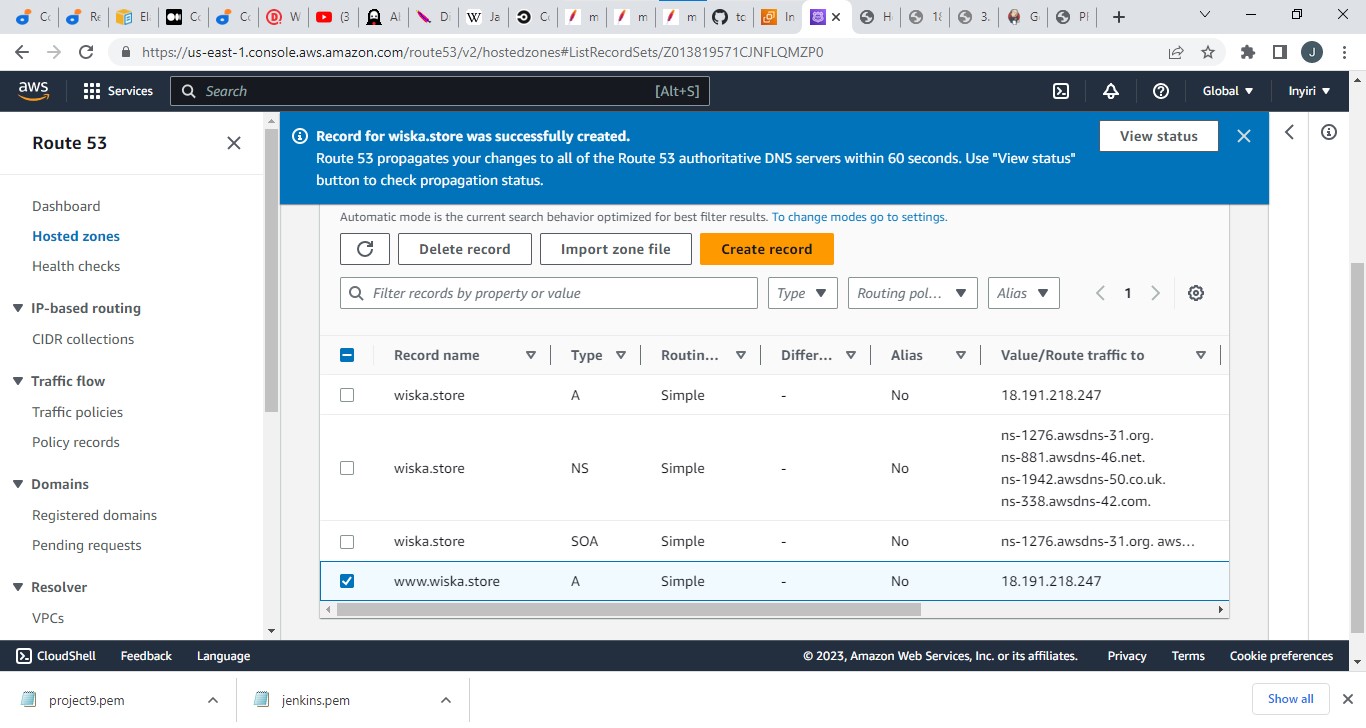 Cc
Re
Ela
Cc
Cc
W
(3
Al
Di
Ja
Cc
m
m
m
tc
In
H
18
3.
G
Pl
https://us-east-1.console.aws.amazon.com/route53/v2/hostedzones#ListRecordSets/Z013819571CJNFLQMZP0
J
aws
Services
Search
[Alt+S]
Global
Inyiri
Route 53
Dashboard
Hosted zones
Health checks
IP-based routing
CIDR collections
Traffic flow
Traffic policies
Policy records
Domains
Registered domains
Pending requests
Resolver
VPCs
Record for wiska.store was successfully created.
Route 53 propagates your changes to all of the Route 53 authoritative DNS servers within 60 seconds. Use "View status"
button to check propagation status.
View status
Automatic mode is the current search behavior optimized for best filter results. To change modes go to settings.
Delete record
Import zone file
Create record
Filter records by property or value
Type
Routing pol...
Alias
1
Record name Type Routin... Differ... Alias Value/Route traffic to
wiska.store A Simple - No 18.191.218.247
wiska.store NS Simple - No ns-1276.awsdns-31.org.
ns-881.awsdns-46.net.
ns-1942.awsdns-50.co.uk.
ns-338.awsdns-42.com.
wiska.store SOA Simple - No ns-1276.awsdns-31.org. aws...
www.wiska.store A Simple - No 18.191.218.247
CloudShell
Feedback
Language
© 2023, Amazon Web Services, Inc. or its affiliates.
Privacy
Terms
Cookie preferences
project9.pem
jenkins.pem
Show all